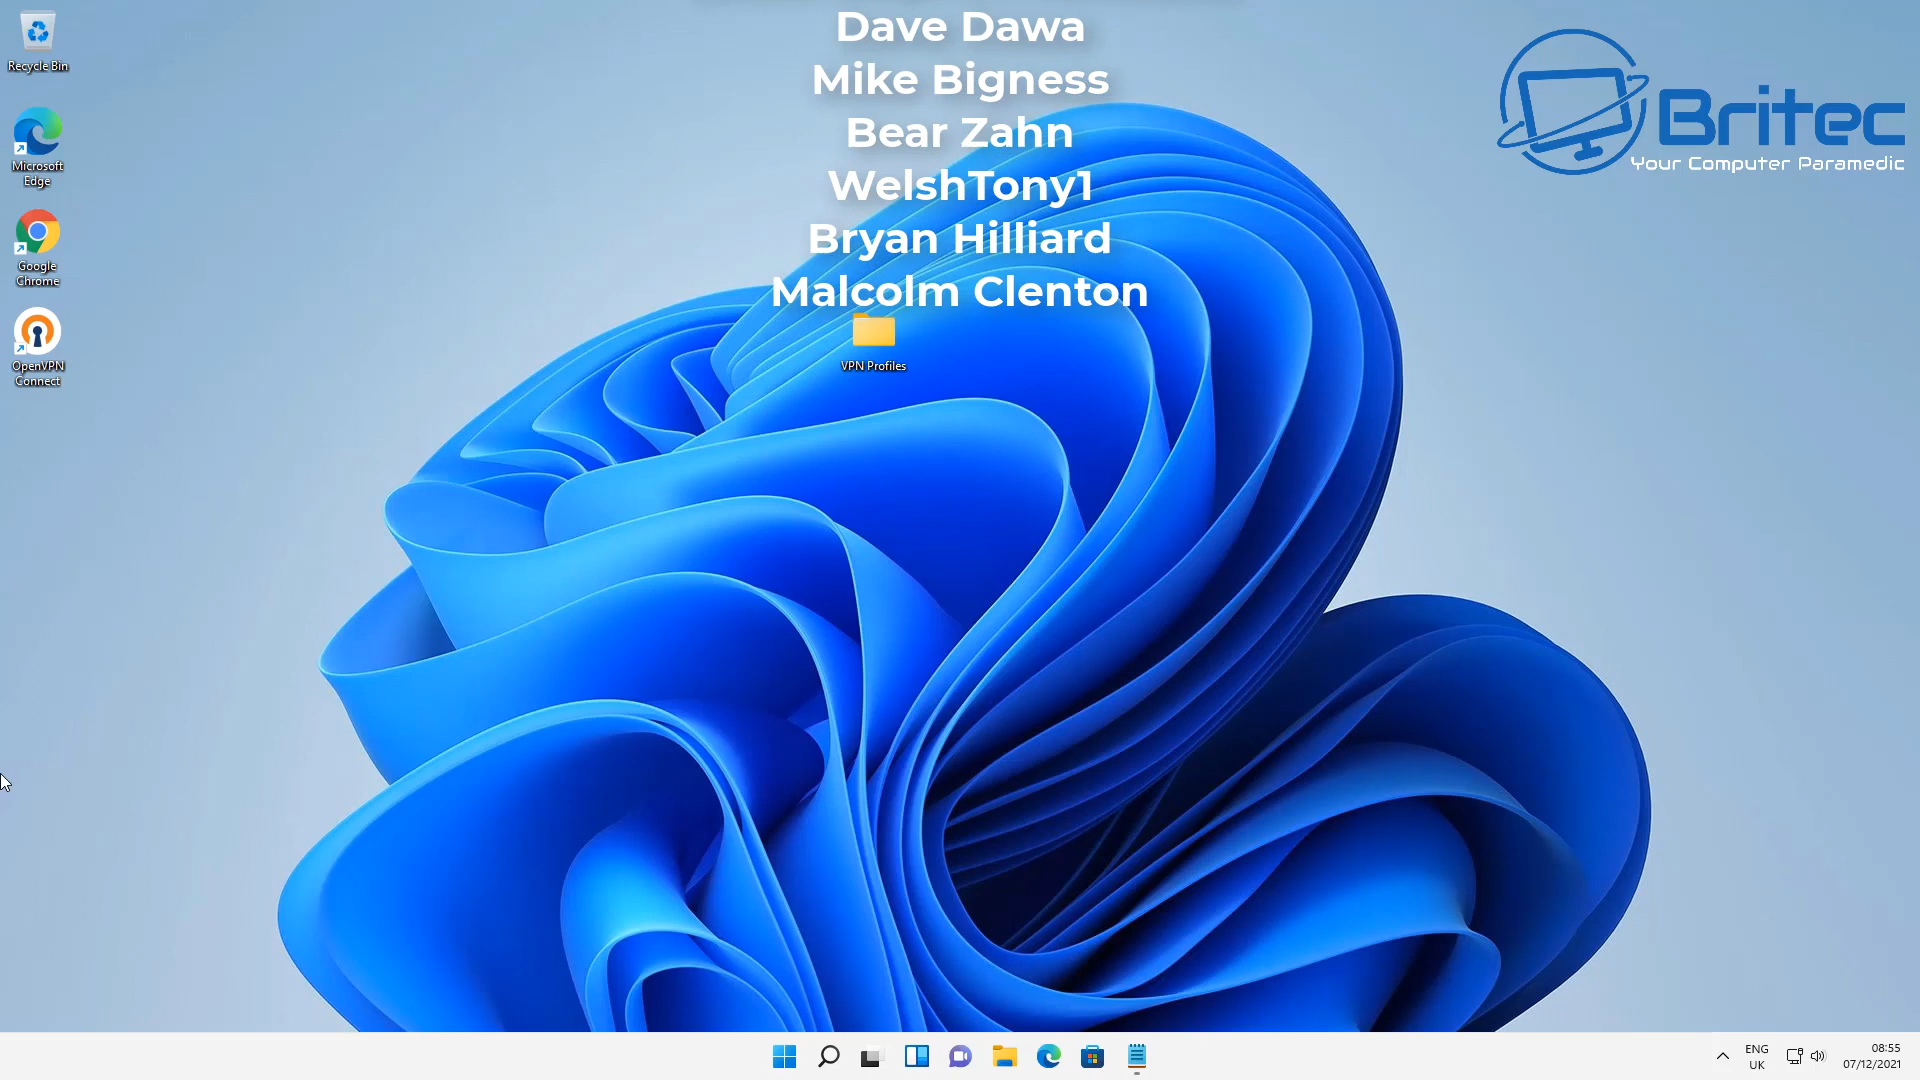 Dave Dawa
Mike Bigness
Bear Zahn
WelshTony1
Bryan Hilliard
Malcolm Clenton
Britec
Your Computer Paramedic
Recycle Bin
Microsoft
Edge
Google
Chrome
OpenVPN
Connect
VPN Profiles
ENG
UK
08:55
07/12/2021